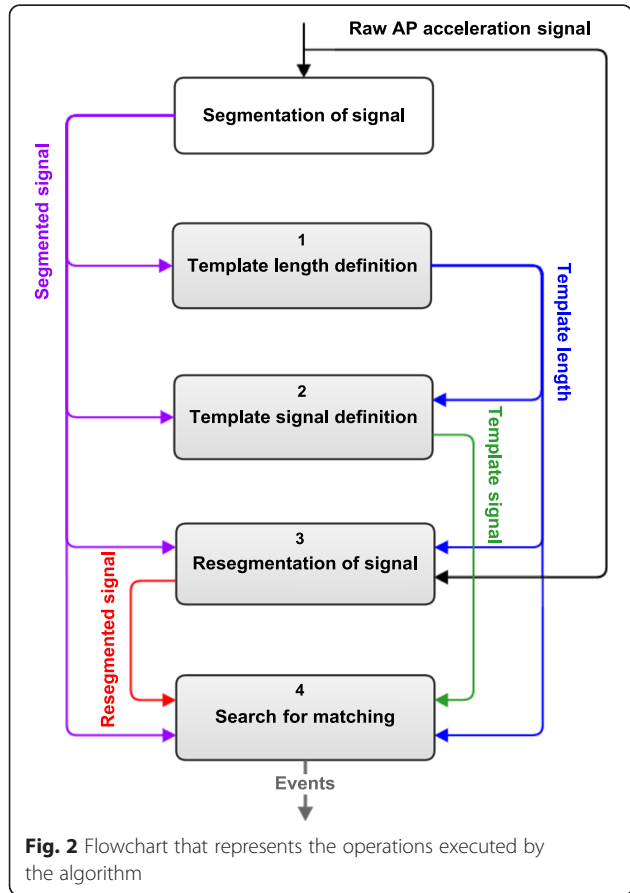 Raw AP acceleration signal
Segmentation of signal
Segmented signal
1
Template length definition
Template length
2
Template signal definition
Template signal
3
Resegmentation of signal
Resegmented signal
4
Search for matching
Events
Fig. 2 Flowchart that represents the operations executed by
the algorithm